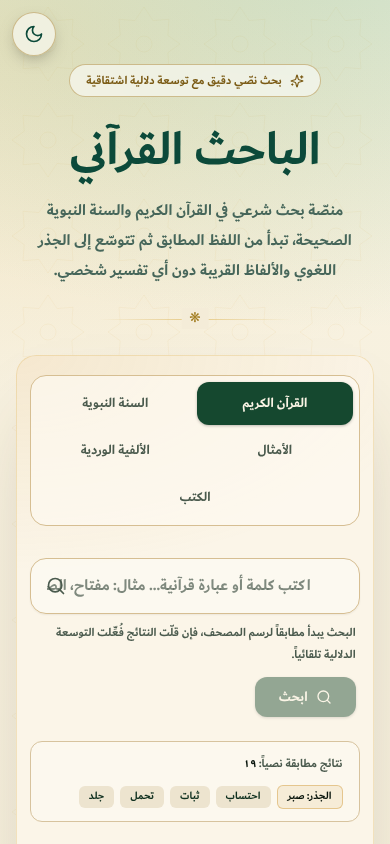 بحث نصّي دقيق مع توسعة دلالية اشتقاقية
الباحث القرآني
منصّة بحث شرعي في القرآن الكريم والسنة النبوية
الصحيحة، تبدأ من اللفظ المطابق ثم تتوسّع إلى الجذر
اللغوي والألفاظ القريبة دون أي تفسير شخصي.
القرآن الكريم
السنة النبوية
الأمثال
الألفية الوردية
الكتب
اكتب كلمة أو عبارة قرآنية... مثال: مفتاح،
البحث يبدأ مطابقاً لرسم المصحف، فإن قلّت النتائج فُعِّلت التوسعة
الدلالية تلقائياً.
ابحث
نتائج مطابقة نصياً: ١٩
الجذر: صبر
احتساب
ثبات
تحمل
جلد